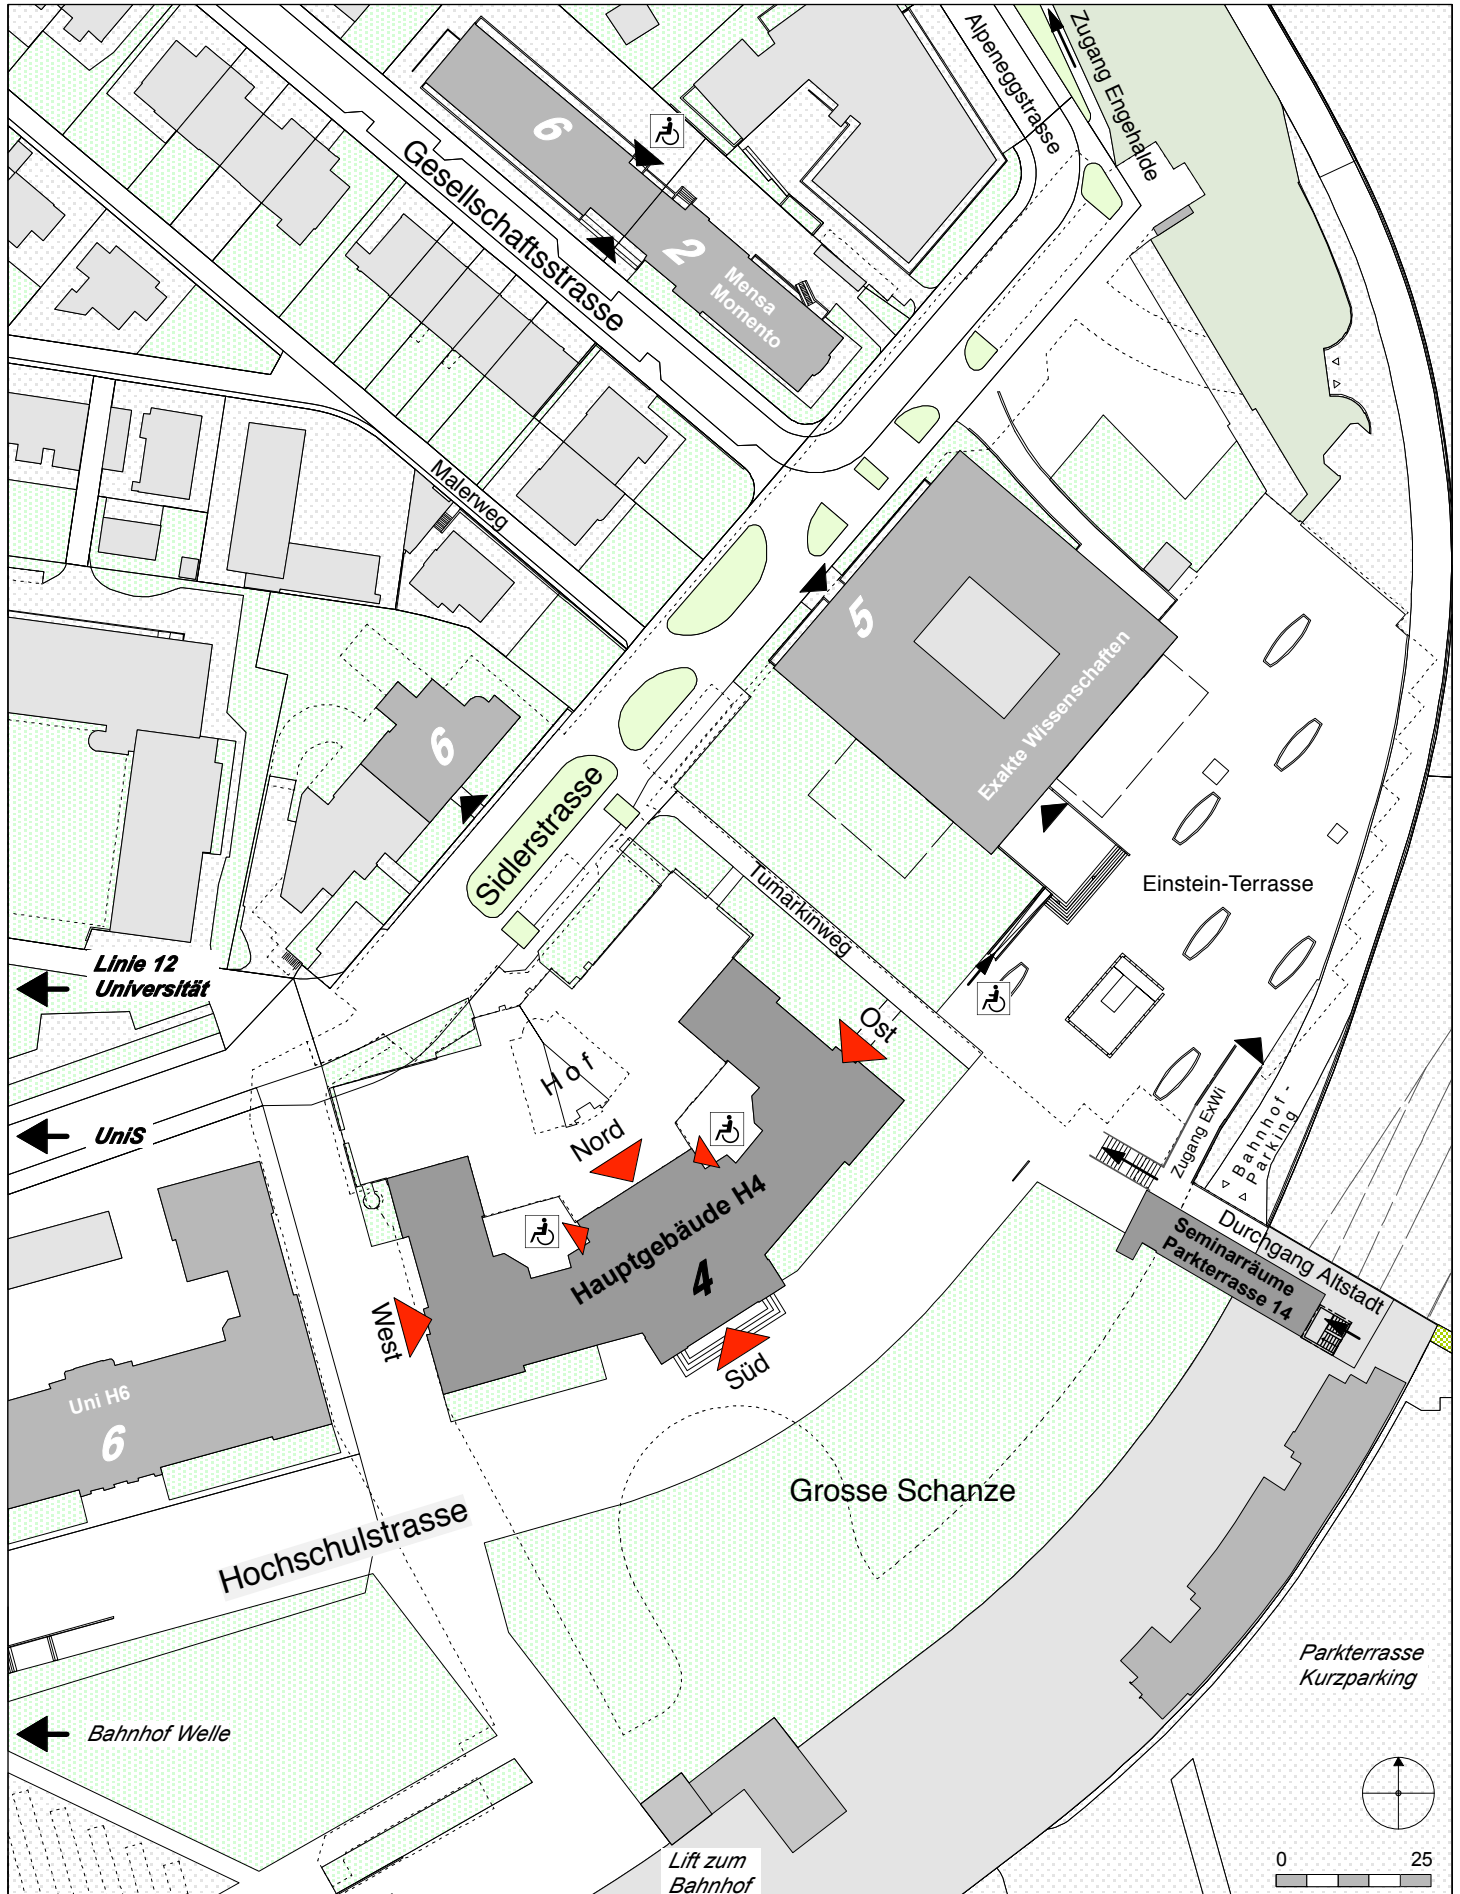 Alpeneggstrasse
Zugang Engehalde
6
Gesellschaftsstrasse
2
Mensa
Momento
Malerweg
5
Exakte Wissenschaften
6
Sidlerstrasse
Tumarkinweg
Einstein-Terrasse
Linie 12
Universität
Ost
Hof
Nord
UniS
Zugang ExWi
Bahnhof -
Parking
Hauptgebäude H4
4
Durchgang Altstadt
Seminarräume
Parkterrasse 14
West
Süd
Uni H6
6
Grosse Schanze
Hochschulstrasse
Parkterrasse
Kurzparking
Bahnhof Welle
Lift zum
Bahnhof
0 25